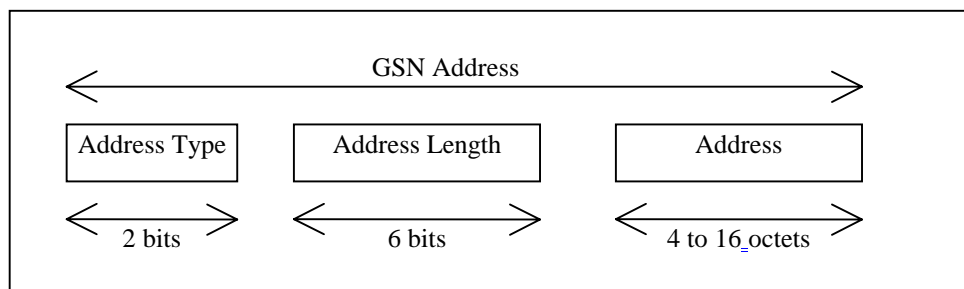 GSN Address
Address Type Address Length Address
2 bits 6 bits 4 to 16 octets